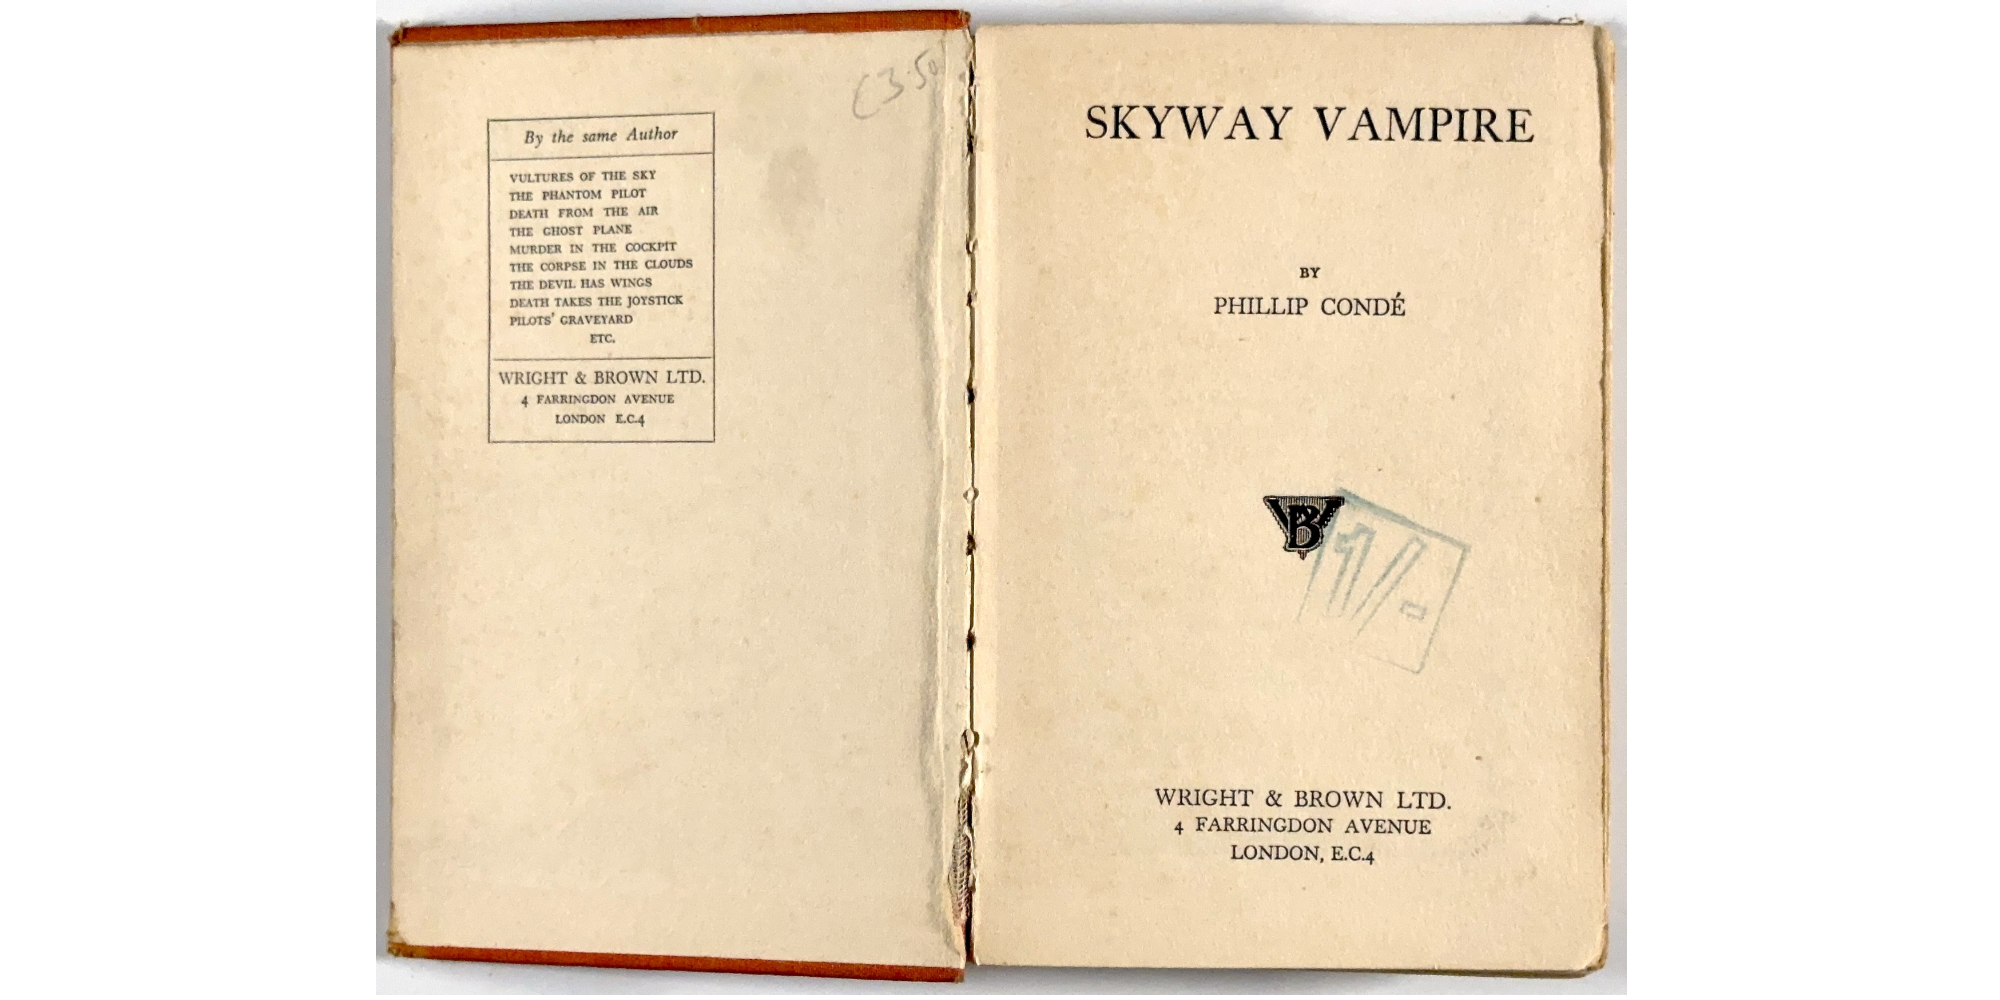 £3.50
By the same Author
VULTURES OF THE SKY
THE PHANTOM PILOT
DEATH FROM THE AIR
THE GHOST PLANE
MURDER IN THE COCKPIT
THE CORPSE IN THE CLOUDS
THE DEVIL HAS WINGS
DEATH TAKES THE JOYSTICK
PILOTS' GRAVEYARD
ETC.
WRIGHT & BROWN LTD.
4 FARRINGDON AVENUE
LONDON E.C.4
SKYWAY VAMPIRE
BY
PHILLIP CONDÉ
WB
1/-
WRIGHT & BROWN LTD.
4 FARRINGDON AVENUE
LONDON, E.C.4